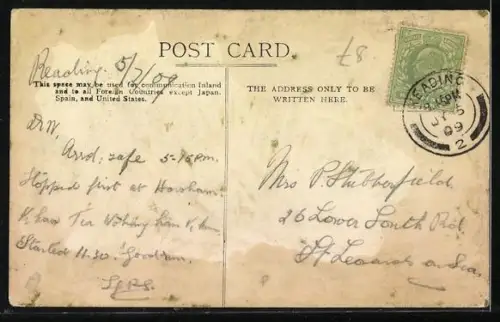 POST CARD.
£8
Reading 5/7/09
This space may be used for communication Inland
and to all Foreign Countries except Japan,
Spain, and United States.
THE ADDRESS ONLY TO BE
WRITTEN HERE.
READING
PM
JY 5
09
2
Arrd. safe 5-15pm.
Stopped first at Horsham.
Tea
Started 11.30.
Mrs P. Stubberfield
26 Lower South Rd.
St Leonards on Sea